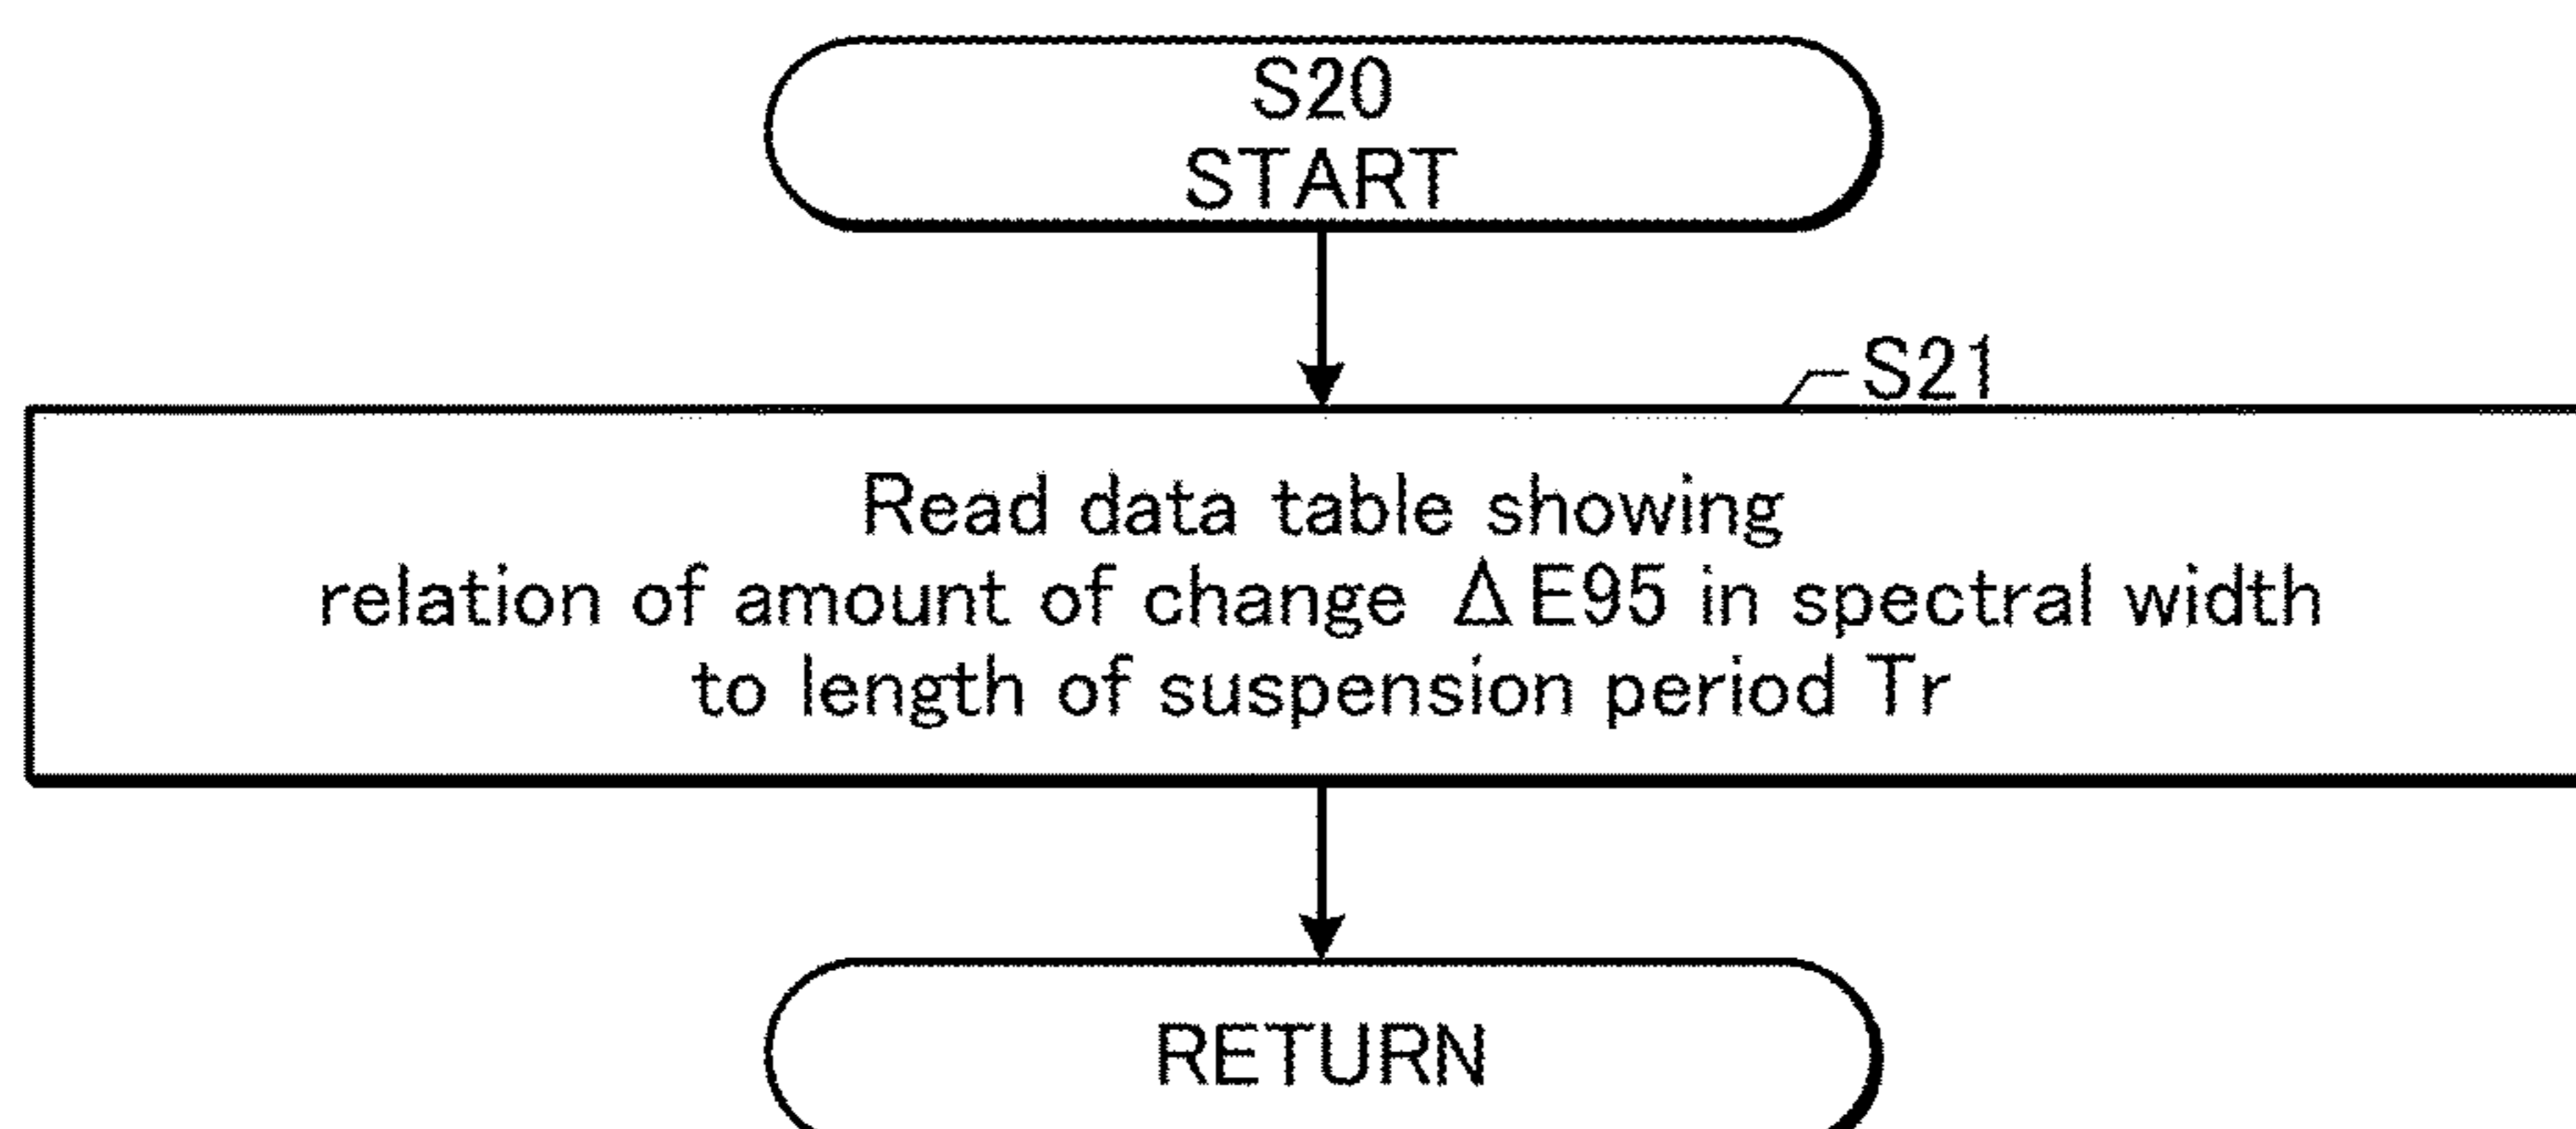 S20
START
S21
Read data table showing
relation of amount of change ΔE95 in spectral width
to length of suspension period Tr
RETURN